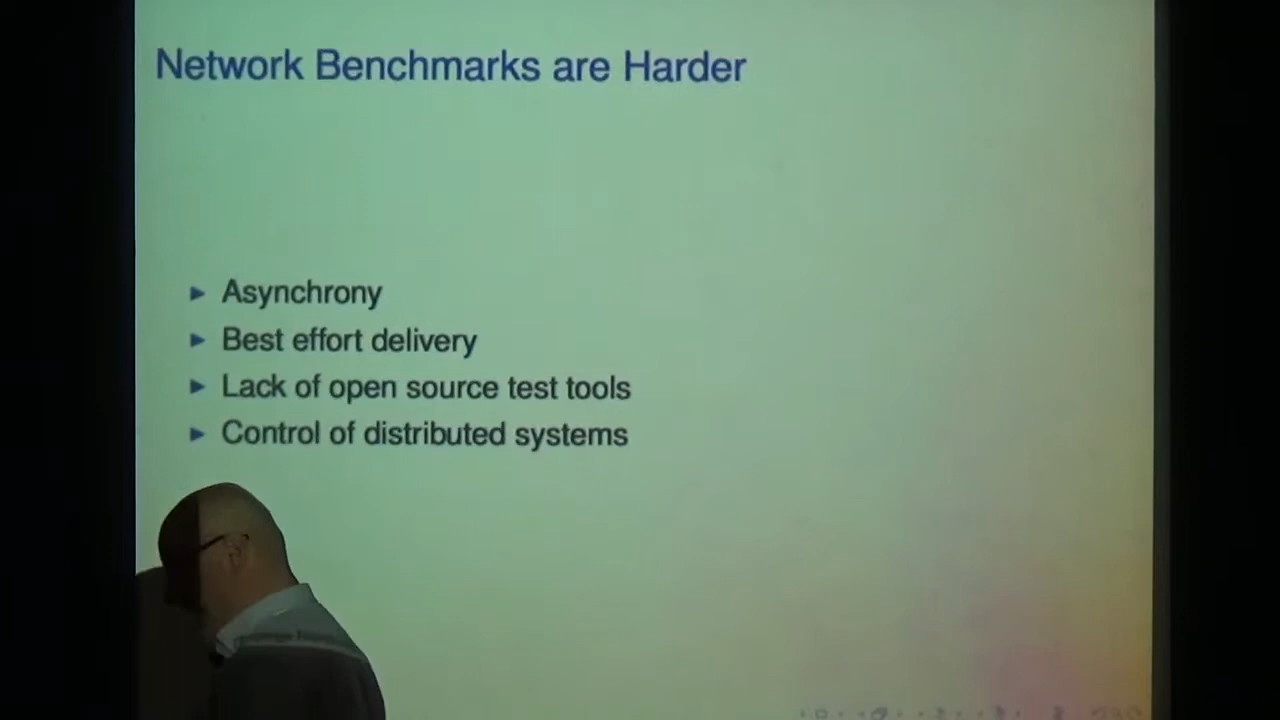 Network Benchmarks are Harder
Asynchrony
Best effort delivery
Lack of open source test tools
Control of distributed systems